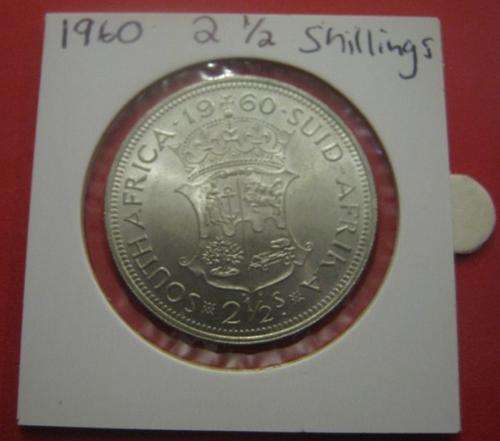 1960 2 ½ Shillings
SOUTH AFRICA · 1960 · SUID-AFRIKA
2½S